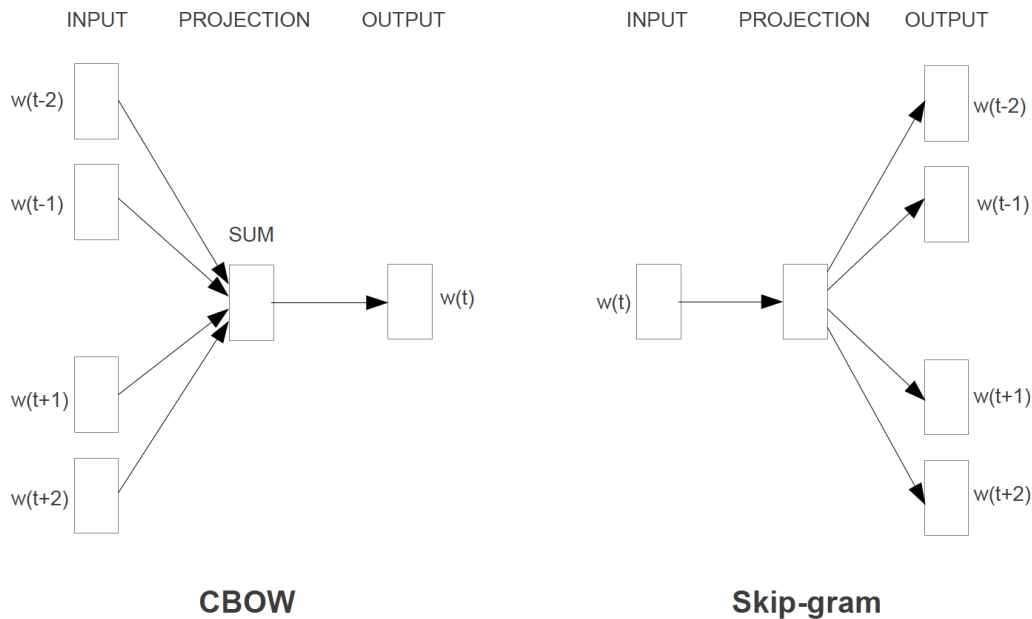 INPUT PROJECTION OUTPUT
w(t-2)
w(t-1)
SUM
w(t)
w(t+1)
w(t+2)
CBOW
INPUT PROJECTION OUTPUT
w(t-2)
w(t-1)
w(t)
w(t+1)
w(t+2)
Skip-gram